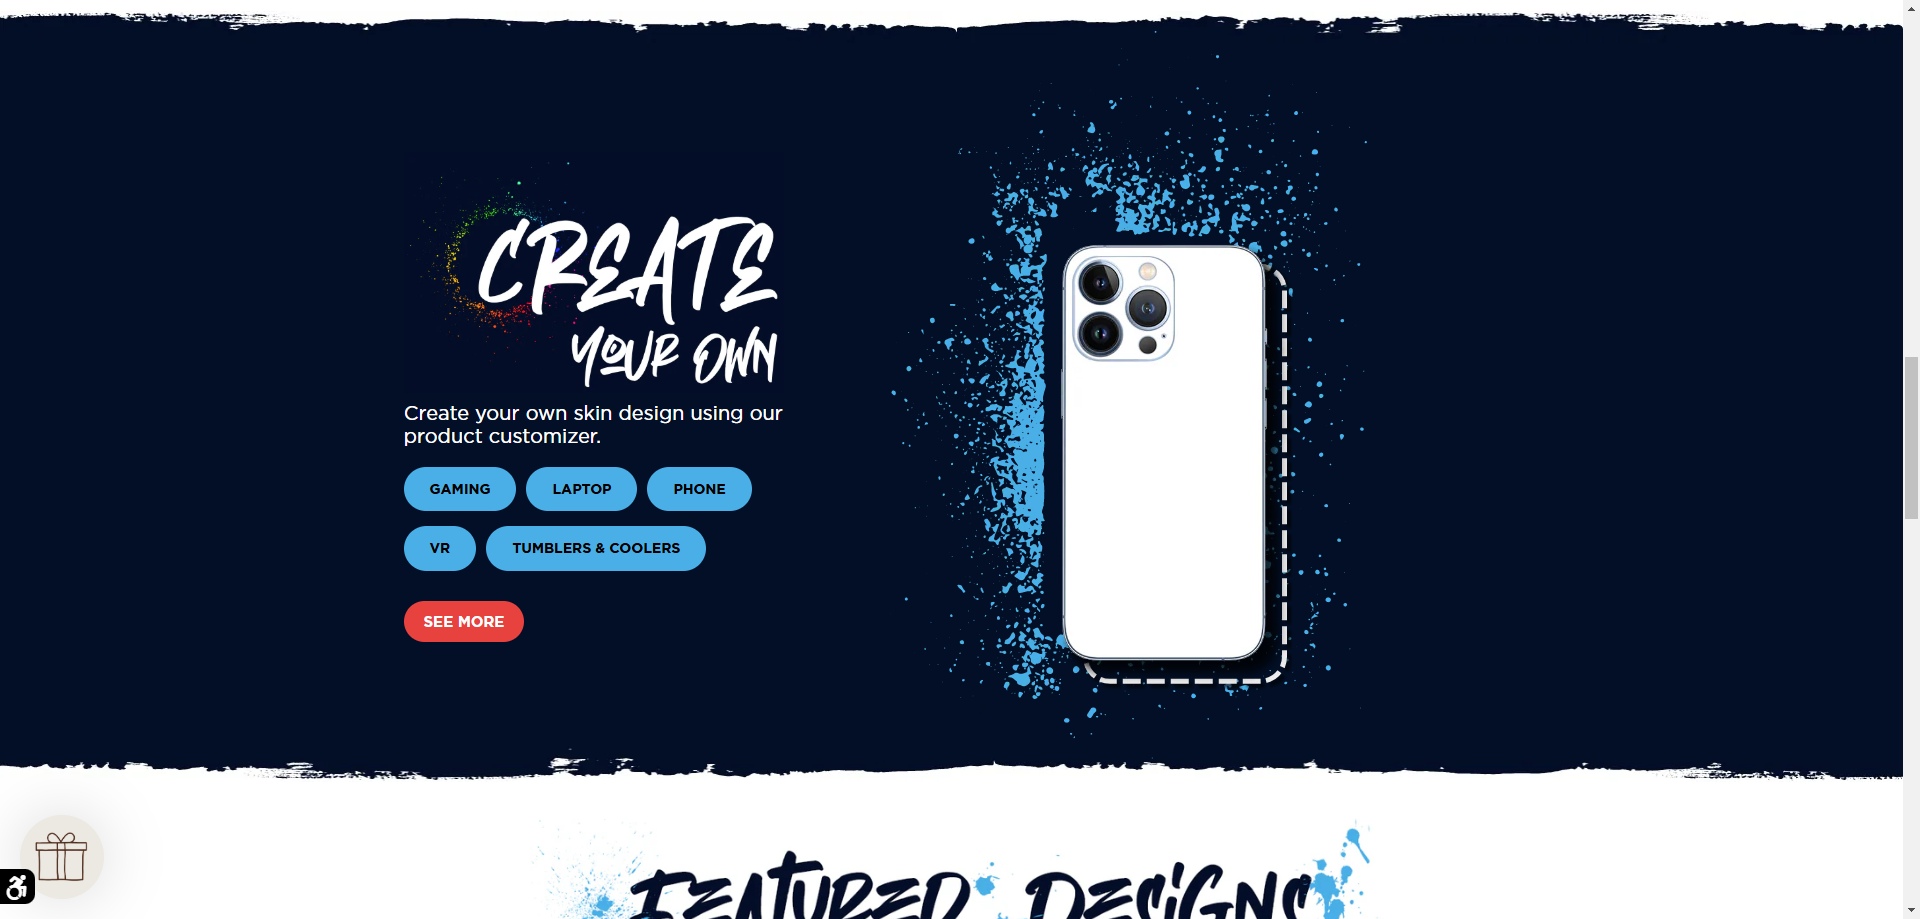 CREATE
YOUR OWN
Create your own skin design using our
product customizer.
GAMING LAPTOP PHONE
VR TUMBLERS & COOLERS
SEE MORE
FEATURED DESIGNS